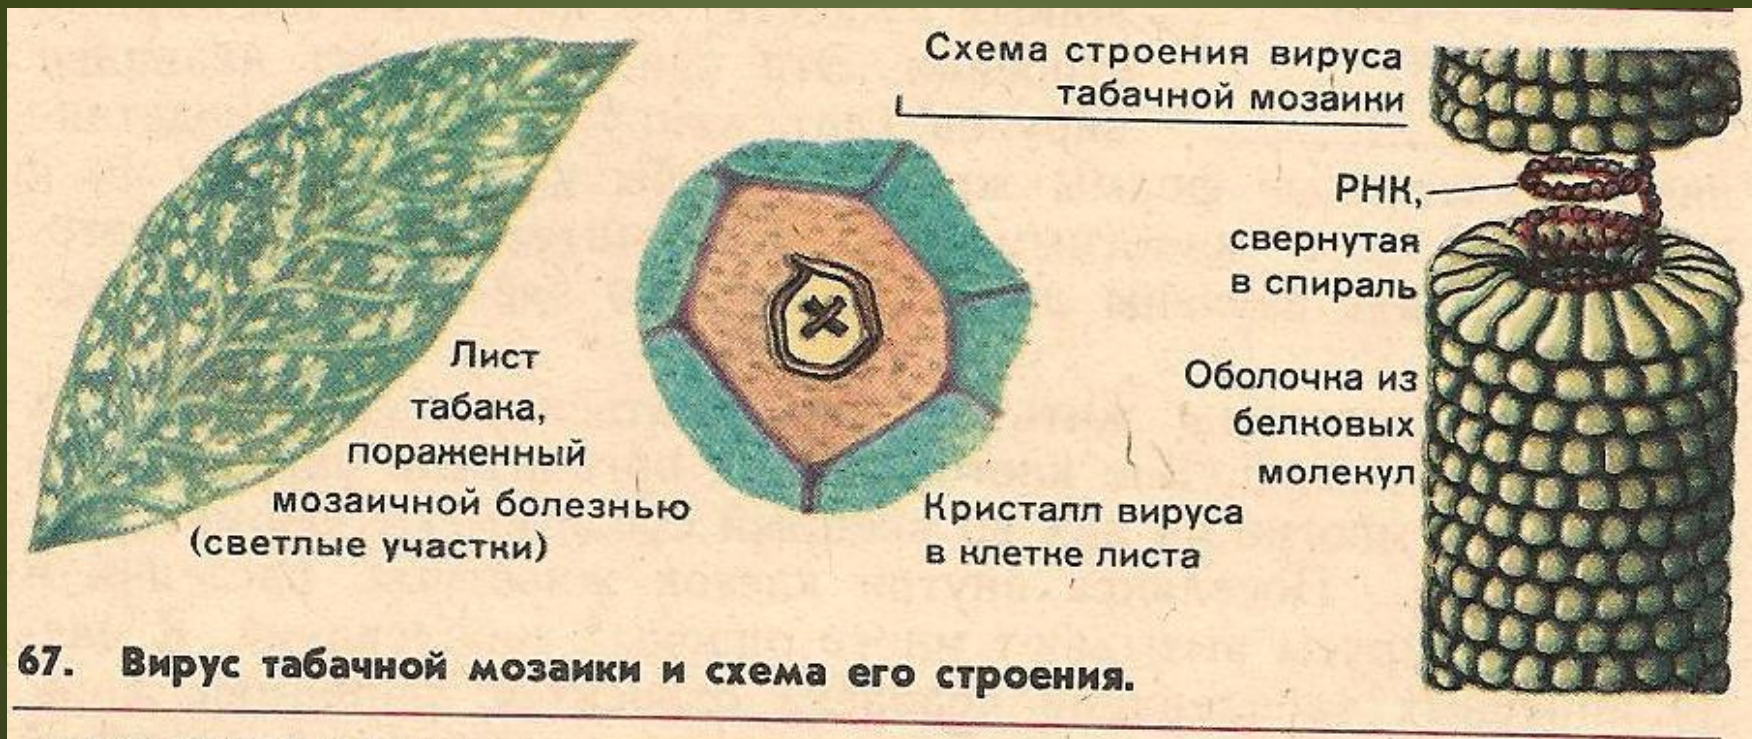 Схема строения вируса
табачной мозаики
РНК,
свернутая
в спираль
Лист
табака,
пораженный
мозаичной болезнью
(светлые участки)
Оболочка из
белковых
молекул
Кристалл вируса
в клетке листа
67. Вирус табачной мозаики и схема его строения.